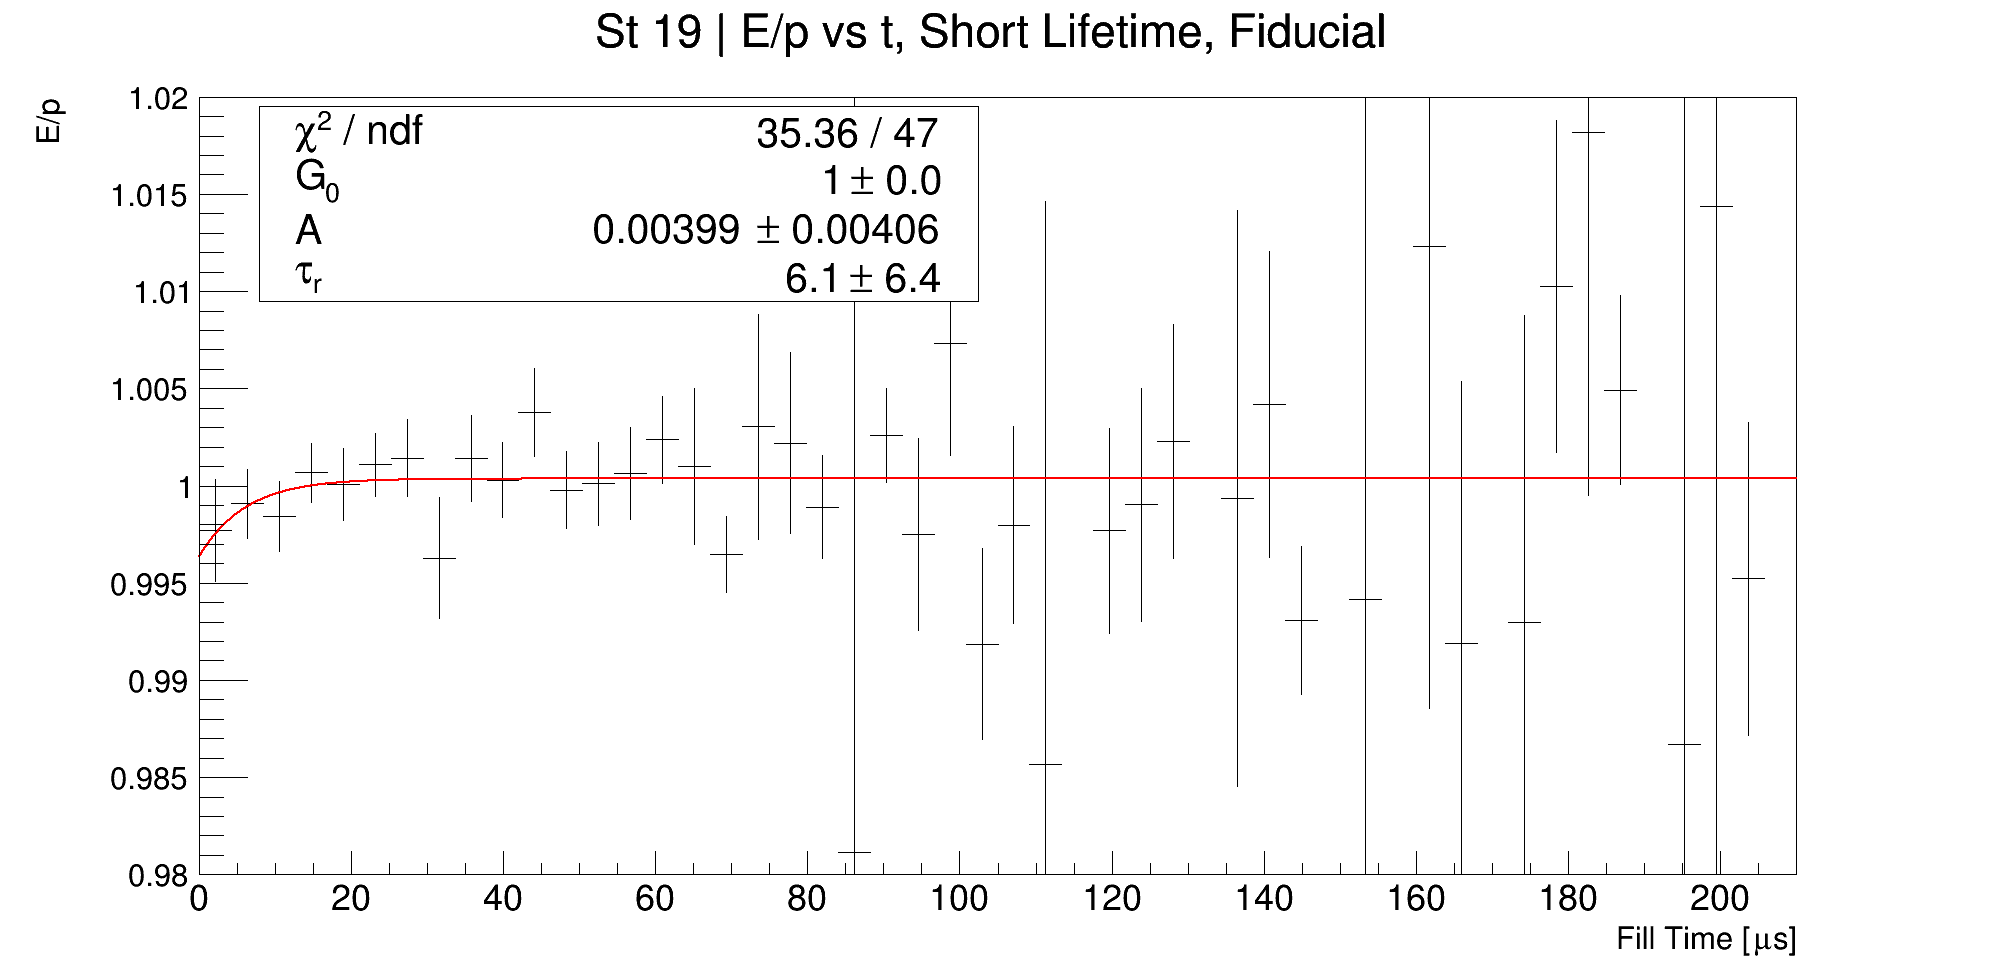 St 19 | E/p vs t, Short Lifetime, Fiducial
E/p
χ² / ndf 35.36 / 47
G₀ 1 ± 0.0
A 0.00399 ± 0.00406
τᵣ 6.1 ± 6.4
1.02
1.015
1.01
1.005
1
0.995
0.99
0.985
0.98
0 20 40 60 80 100 120 140 160 180 200
Fill Time [μs]